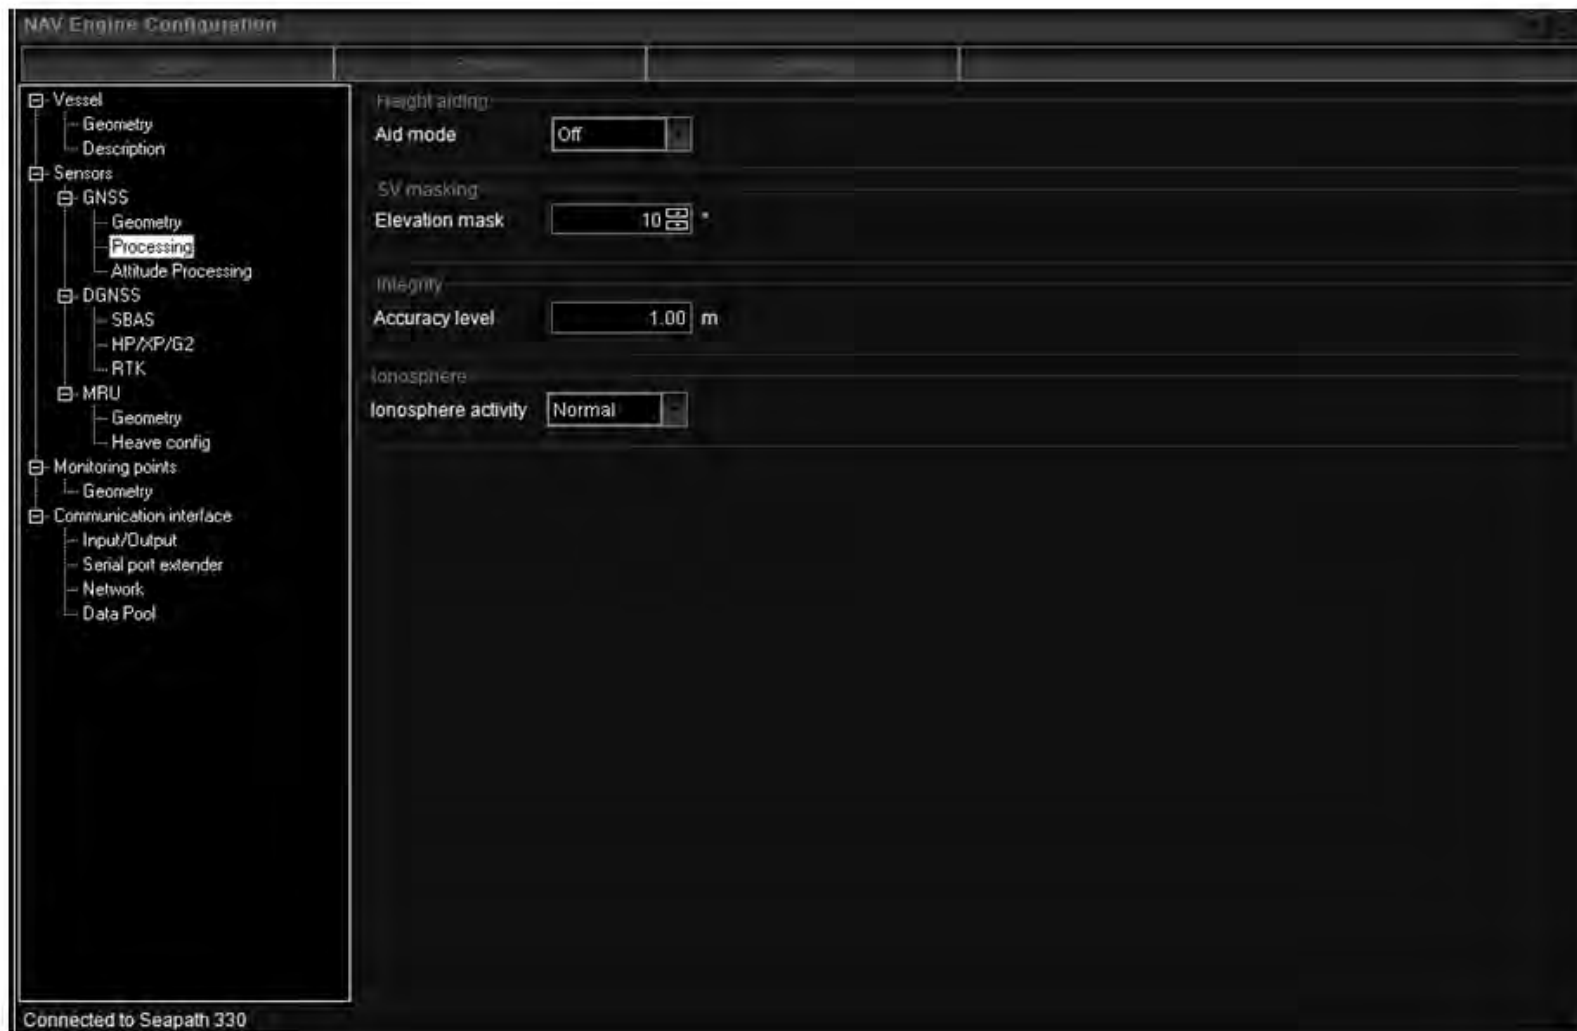 NAV Engine Configuration
Vessel
Geometry
Description
Sensors
GNSS
Geometry
Processing
Attitude Processing
DGNSS
SBAS
HP/XP/G2
RTK
MRU
Geometry
Heave config
Monitoring points
Geometry
Communication interface
Input/Output
Serial port extender
Network
Data Pool
Height aiding
Aid mode Off
SV masking
Elevation mask 10 °
Integrity
Accuracy level 1.00 m
Ionosphere
Ionosphere activity Normal
Connected to Seapath 330